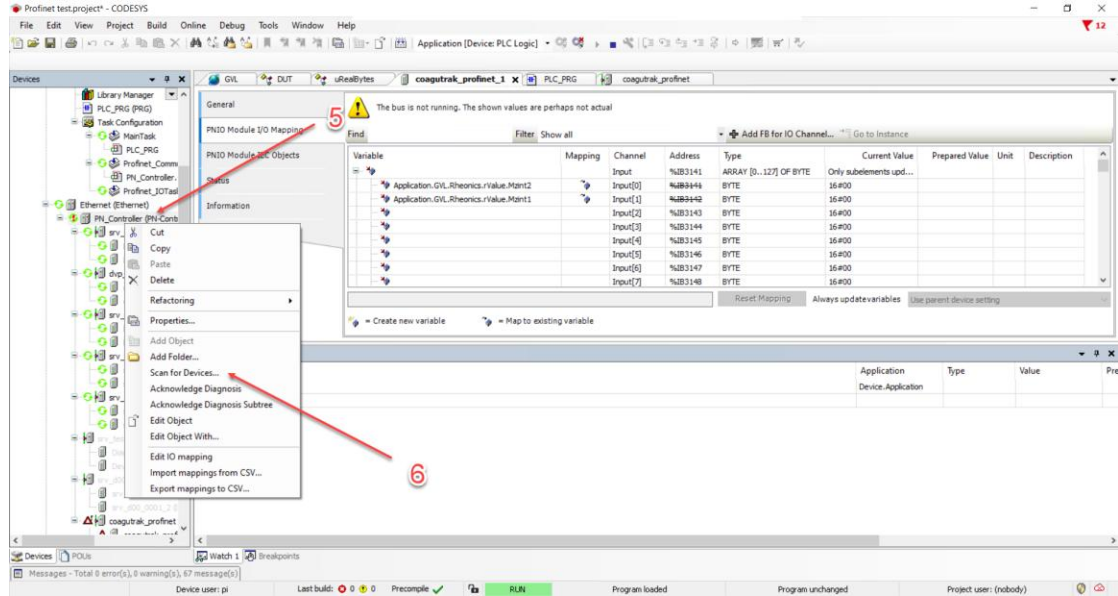 Profinet test.project* - CODESYS
File Edit View Project Build Online Debug Tools Window Help
12
Application [Device: PLC Logic]
Devices
GVL DUT uRealBytes coagutrak_profinet_1 PLC_PRG coagutrak_profinet
Library Manager
PLC_PRG (PRG)
Task Configuration
MainTask
PLC_PRG
PN_Controller.
Ethernet (Ethernet)
General
PNIO Module I/O Mapping
Status
Information
5
The bus is not running. The shown values are perhaps not actual
Find Filter Show all Add FB for IO Channel... Go to Instance
Variable Mapping Channel Address Type Current Value Prepared Value Unit Description
Input %IB3141 ARRAY [0..127] OF BYTE Only subelements upd...
Application.GVL.Rheonics.rValue.Mzint2 Input[0] %IB3141 BYTE 16#00
Application.GVL.Rheonics.rValue.Mzint1 Input[1] %IB3142 BYTE 16#00
Input[2] %IB3143 BYTE 16#00
Input[3] %IB3144 BYTE 16#00
Input[4] %IB3145 BYTE 16#00
Input[5] %IB3146 BYTE 16#00
Input[6] %IB3147 BYTE 16#00
Input[7] %IB3148 BYTE 16#00
Reset Mapping Always update variables Use parent device setting
= Create new variable = Map to existing variable
Cut
Copy
Paste
Delete
Refactoring
Properties...
Add Object
Add Folder...
Scan for Devices...
Acknowledge Diagnosis
Acknowledge Diagnosis Subtree
Edit Object
Edit Object With...
Edit IO mapping
Import mappings from CSV...
Export mappings to CSV...
6
coagutrak_profinet
Application Type Value
Device.Application
Devices POUs
Watch 1 Breakpoints
Messages - Total 0 error(s), 0 warning(s), 67 message(s)
Device user: pi Last build: 0 0 Precompile RUN Program loaded Program unchanged Project user: (nobody)